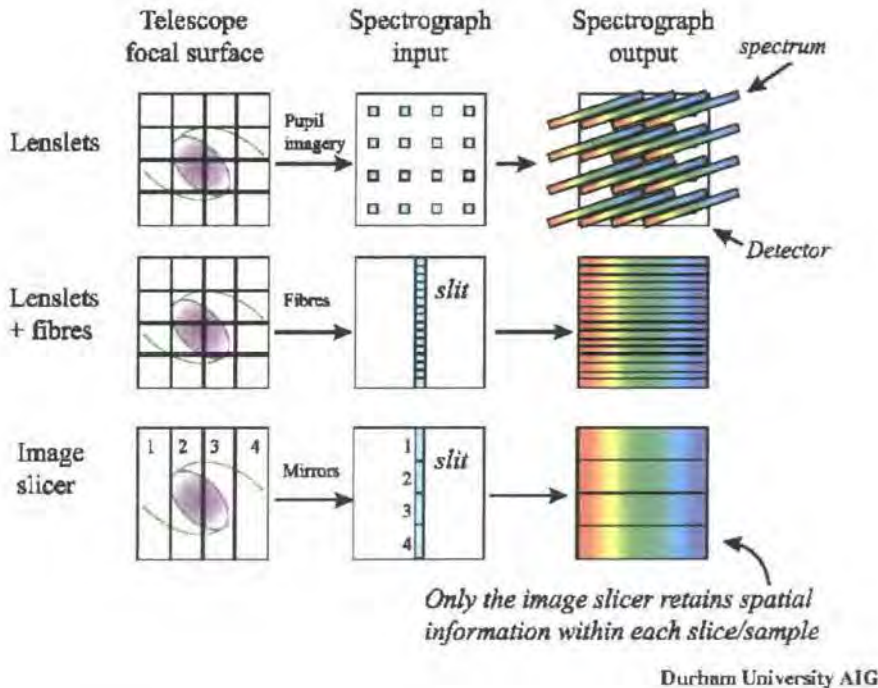 Telescope
focal surface
Spectrograph
input
Spectrograph
output
spectrum
Lenslets
Pupil
imagery
Detector
Lenslets
+ fibres
Fibres
slit
Image
slicer
1 2 3 4
Mirrors
1
2
3
4
slit
Only the image slicer retains spatial
information within each slice/sample
Durham University AIG